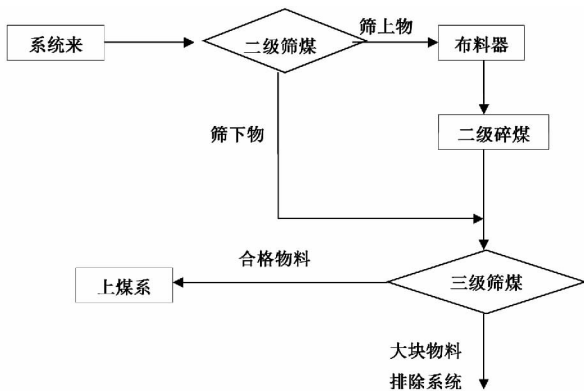 系统来
二级筛煤
筛上物
布料器
筛下物
二级碎煤
合格物料
上煤系
三级筛煤
大块物料
排除系统